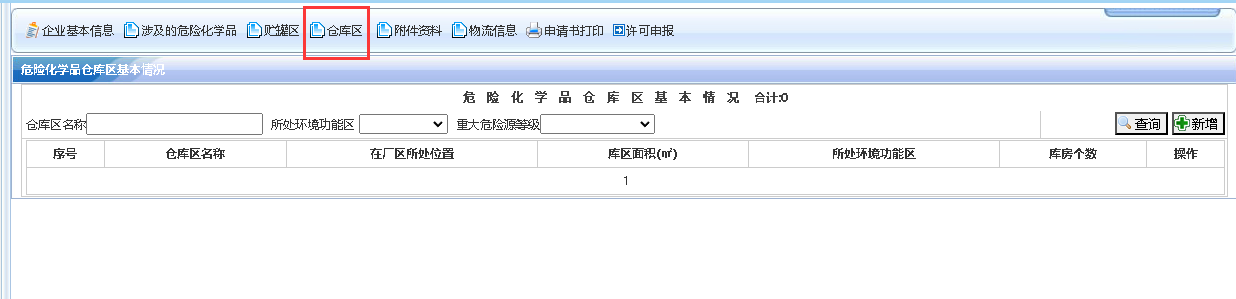 企业基本信息 涉及的危险化学品 贮罐区 仓库区 附件资料 物流信息 申请书打印 许可申报
危险化学品仓库区基本情况
危 险 化 学 品 仓 库 区 基 本 情 况 合计:0
仓库区名称 所处环境功能区 重大危险源等级 查询 新增
序号 仓库区名称 在厂区所处位置 库区面积(㎡) 所处环境功能区 库房个数 操作
1